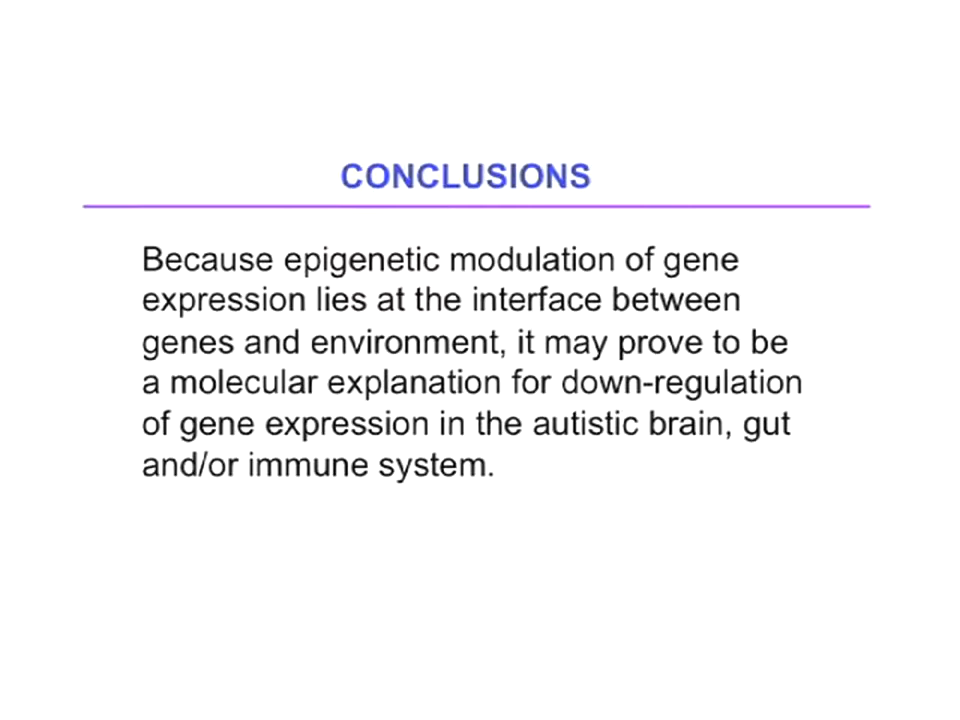 CONCLUSIONS
Because epigenetic modulation of gene
expression lies at the interface between
genes and environment, it may prove to be
a molecular explanation for down-regulation
of gene expression in the autistic brain, gut
and/or immune system.